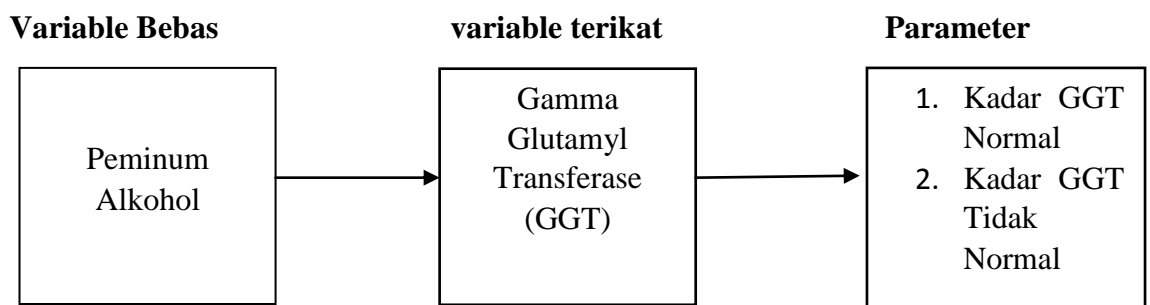 Variable Bebas
variable terikat
Parameter
Peminum
Alkohol
Gamma
Glutamyl
Transferase
(GGT)
1. Kadar GGT
Normal
2. Kadar GGT
Tidak
Normal